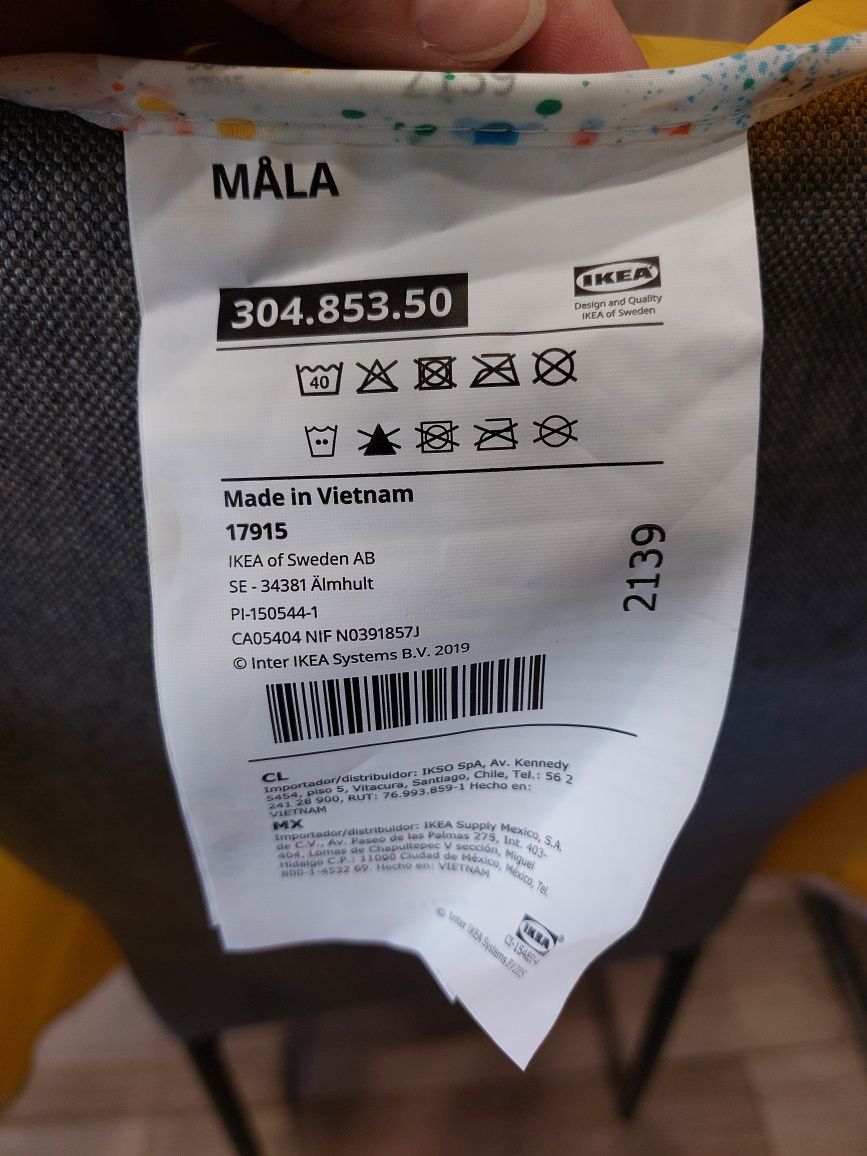 2139
MÅLA
304.853.50
IKEA
Design and Quality
IKEA of Sweden
40
Made in Vietnam
17915
IKEA of Sweden AB
SE - 34381 Älmhult
PI-150544-1
CA05404 NIF N0391857J
© Inter IKEA Systems B.V. 2019
2139
CL
Importador/distribuidor: IKSO SpA, Av. Kennedy
5454, piso 5, Vitacura, Santiago, Chile, Tel.: 56 2
241 28 900, RUT: 76.993.859-1 Hecho en:
VIETNAM
MX
Importador/distribuidor: IKEA Supply Mexico, S.A.
de C.V., Av. Paseo de las Palmas 275, Int. 403-
404, Lomas de Chapultepec V sección, Miguel
Hidalgo C.P.: 11000 Ciudad de México, México, Tel.
800-1-4532 69. Hecho en: VIETNAM
IKEA®
© Inter IKEA Systems